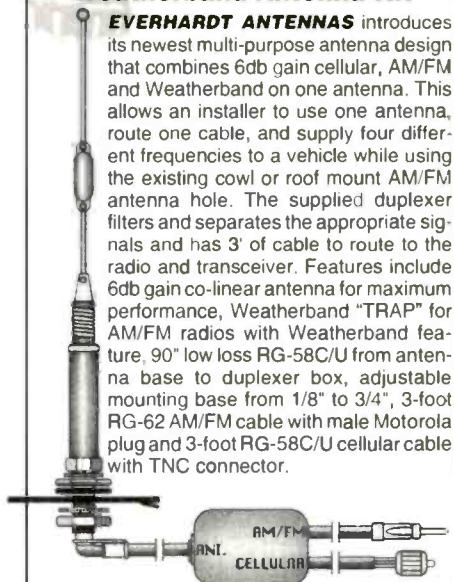 EVERHARDT ANTENNAS introduces
its newest multi-purpose antenna design
that combines 6db gain cellular, AM/FM
and Weatherband on one antenna. This
allows an installer to use one antenna,
route one cable, and supply four differ-
ent frequencies to a vehicle while using
the existing cowl or roof mount AM/FM
antenna hole. The supplied duplexer
filters and separates the appropriate sig-
nals and has 3' of cable to route to the
radio and transceiver. Features include
6db gain co-linear antenna for maximum
performance, Weatherband "TRAP" for
AM/FM radios with Weatherband fea-
ture, 90" low loss RG-58C/U from anten-
na base to duplexer box, adjustable
mounting base from 1/8" to 3/4", 3-foot
RG-62 AM/FM cable with male Motorola
plug and 3-foot RG-58C/U cellular cable
with TNC connector.
AM/FM
ANT.
CELLULAR